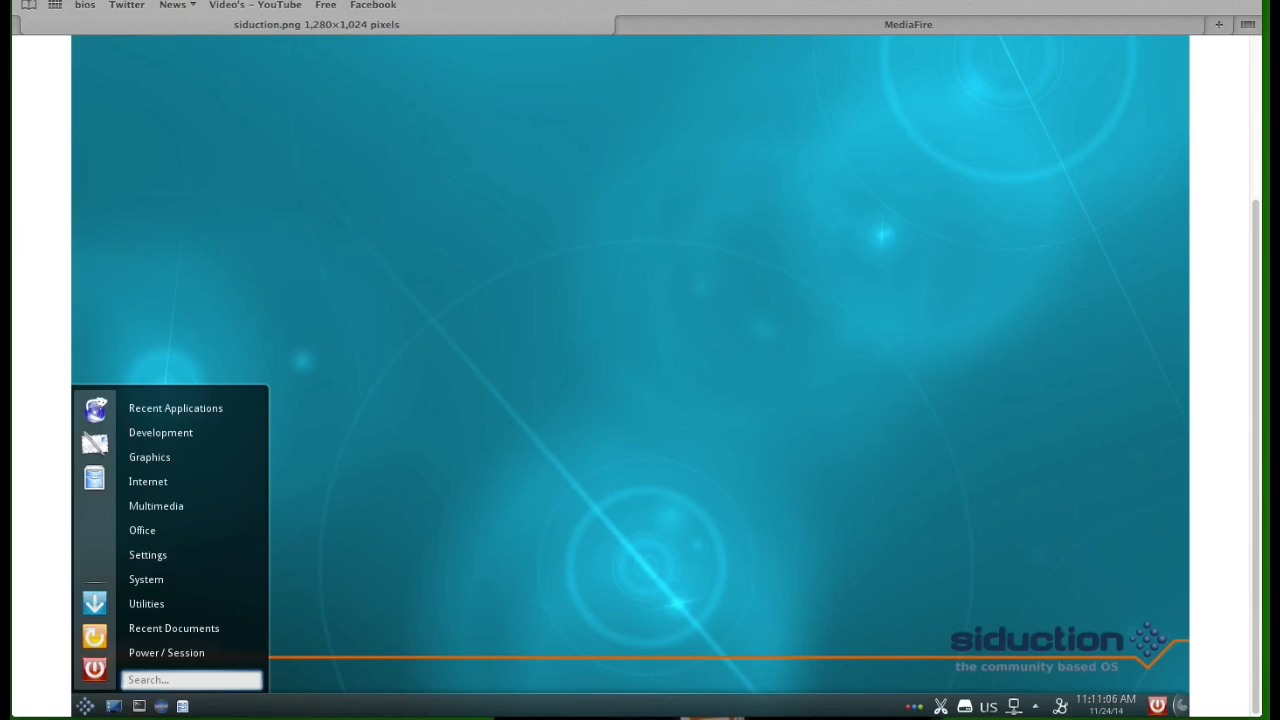 bios Twitter News Video's – YouTube Free Facebook
siduction.png 1,280×1,024 pixels MediaFire
Recent Applications
Development
Graphics
Internet
Multimedia
Office
Settings
System
Utilities
Recent Documents
Power / Session
Search...
siduction
the community based OS
US
11:11:06 AM
11/24/14